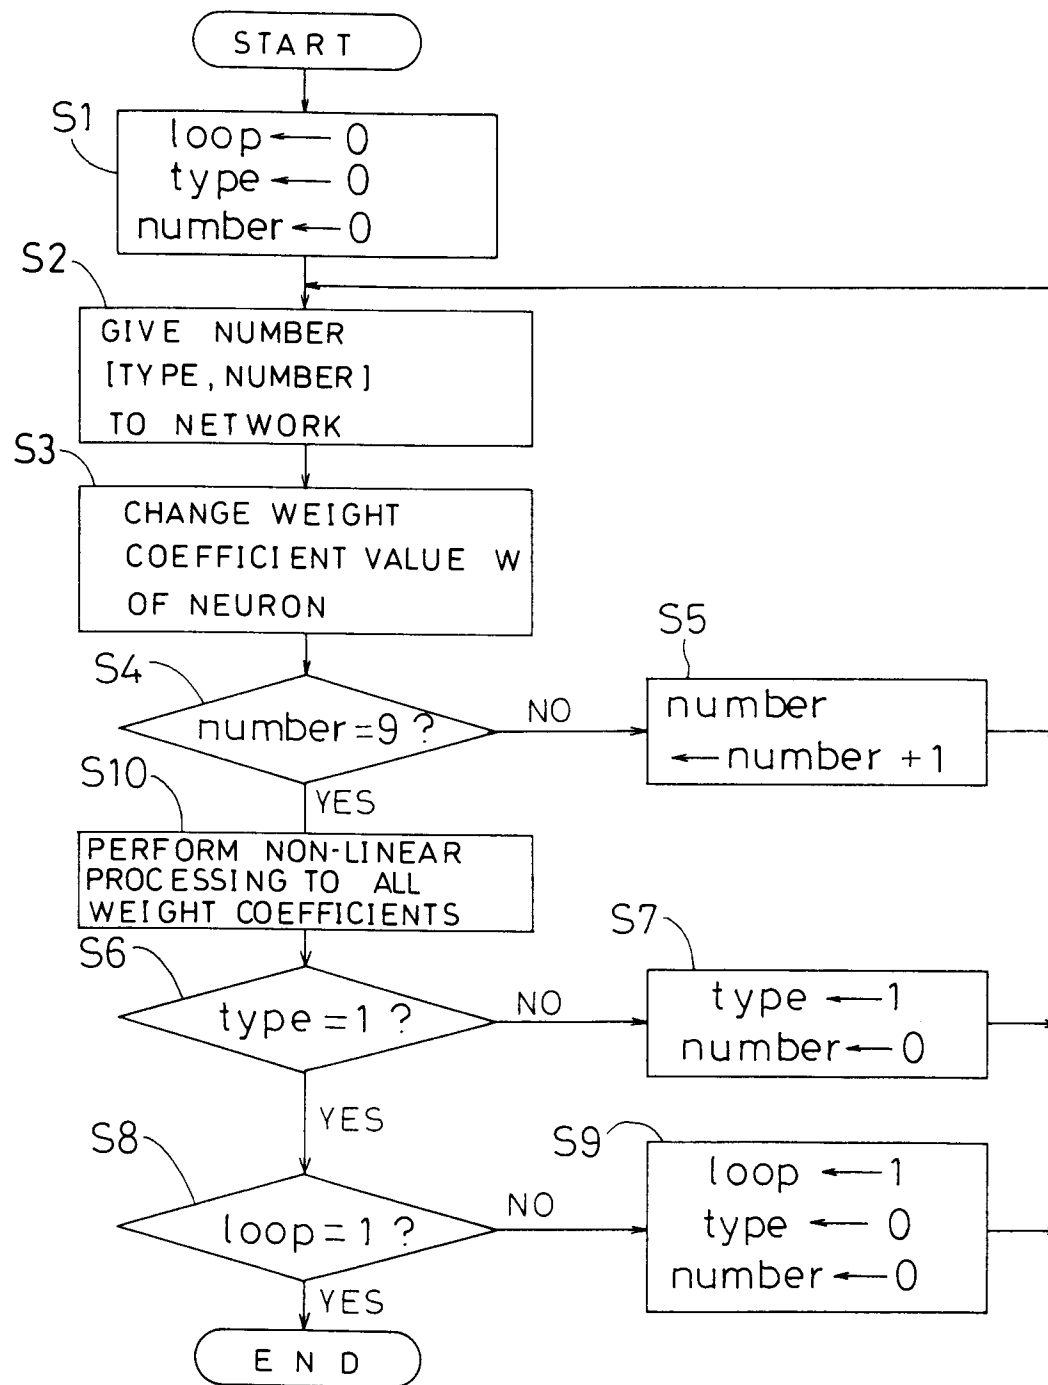 START
S1
loop ← 0
type ← 0
number ← 0
S2
GIVE NUMBER
[TYPE, NUMBER]
TO NETWORK
S3
CHANGE WEIGHT
COEFFICIENT VALUE W
OF NEURON
S4
number = 9 ?
NO
S5
number
← number + 1
YES
S10
PERFORM NON-LINEAR
PROCESSING TO ALL
WEIGHT COEFFICIENTS
S6
type = 1 ?
NO
S7
type ← 1
number ← 0
YES
S8
loop = 1 ?
NO
S9
loop ← 1
type ← 0
number ← 0
YES
END